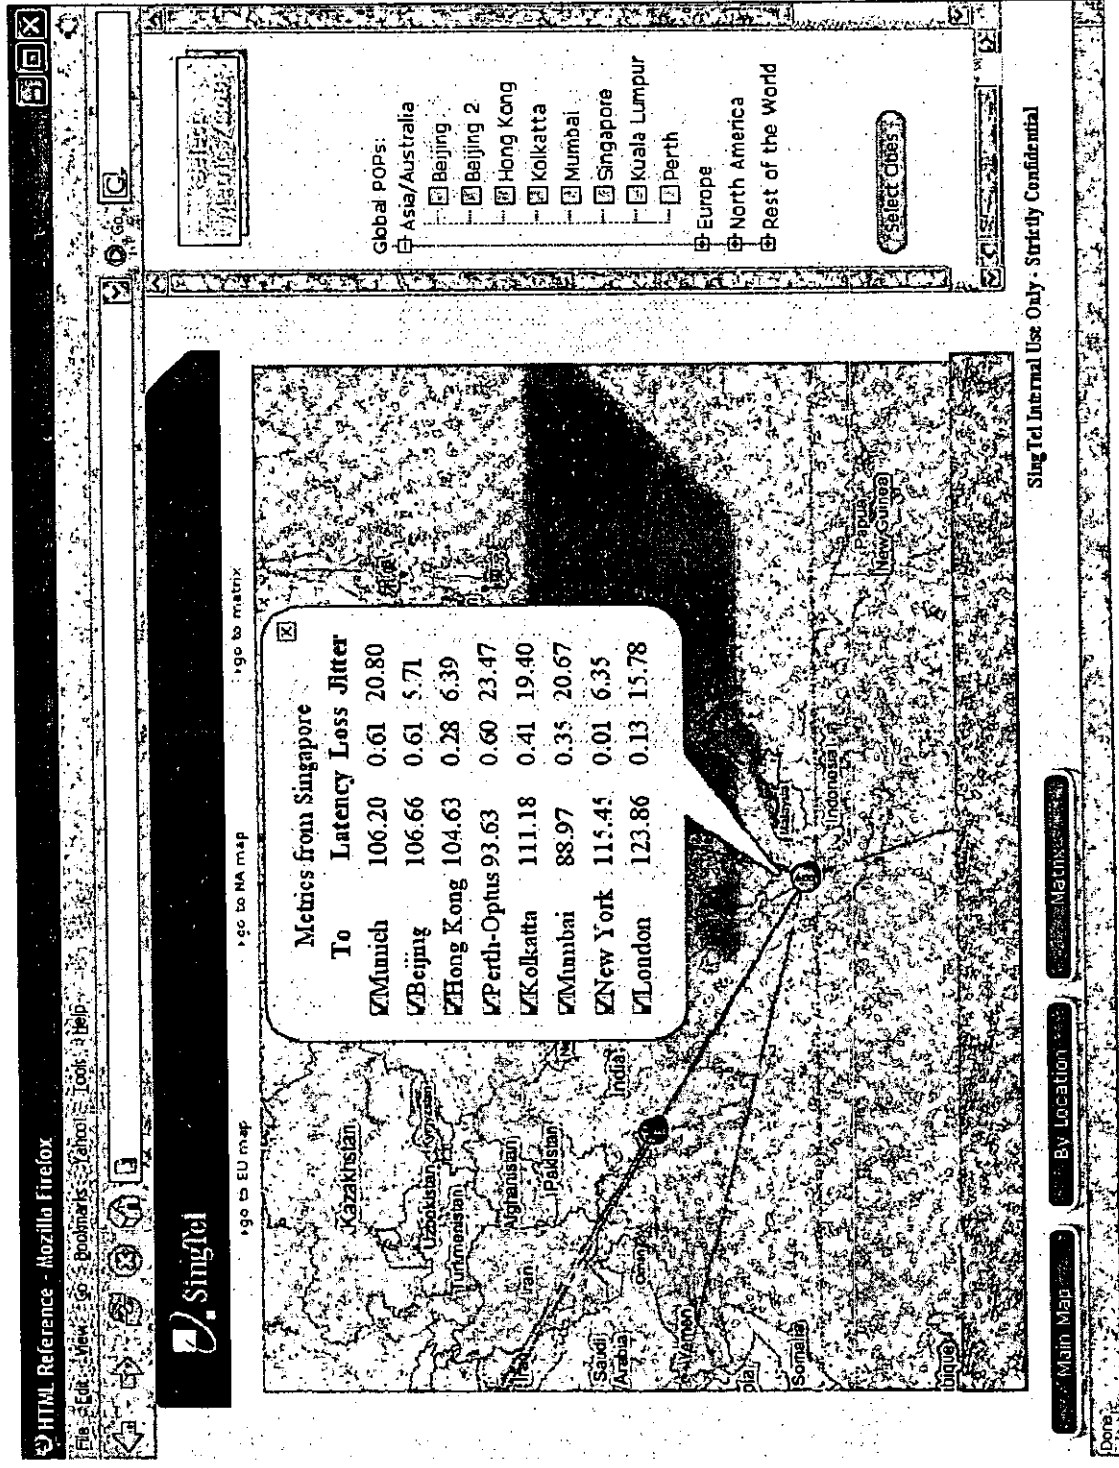 HTML Reference - Mozilla Firefox
File Edit View Go Bookmarks Yahoo! Tools Help
Go
Singtel
go to EU map
go to NA map
go to matrix
Kazakhstan
Uzbekistan
Kyrgyzstan
Turkmenistan
Afghanistan
Iran
Pakistan
Iraq
India
Saudi
Arabia
Oman
Yemen
Somalia
Malaysia
Indonesia
Papua
New Guinea
Metrics from Singapore
To Latency Loss Jitter
Munich 106.20 0.61 20.80
Beijing 106.66 0.61 5.71
Hong Kong 104.63 0.28 6.39
Perth-Optus 93.63 0.60 23.47
Kolkatta 111.18 0.41 19.40
Mumbai 88.97 0.35 20.67
New York 115.45 0.01 6.35
London 123.86 0.13 15.78
Global POPs:
Asia/Australia
Beijing
Beijing 2
Hong Kong
Kolkatta
Mumbai
Singapore
Kuala Lumpur
Perth
Europe
North America
Rest of the World
Select Cities
SingTel Internal Use Only - Strictly Confidential
Main Map
By Location
Matrix
Done